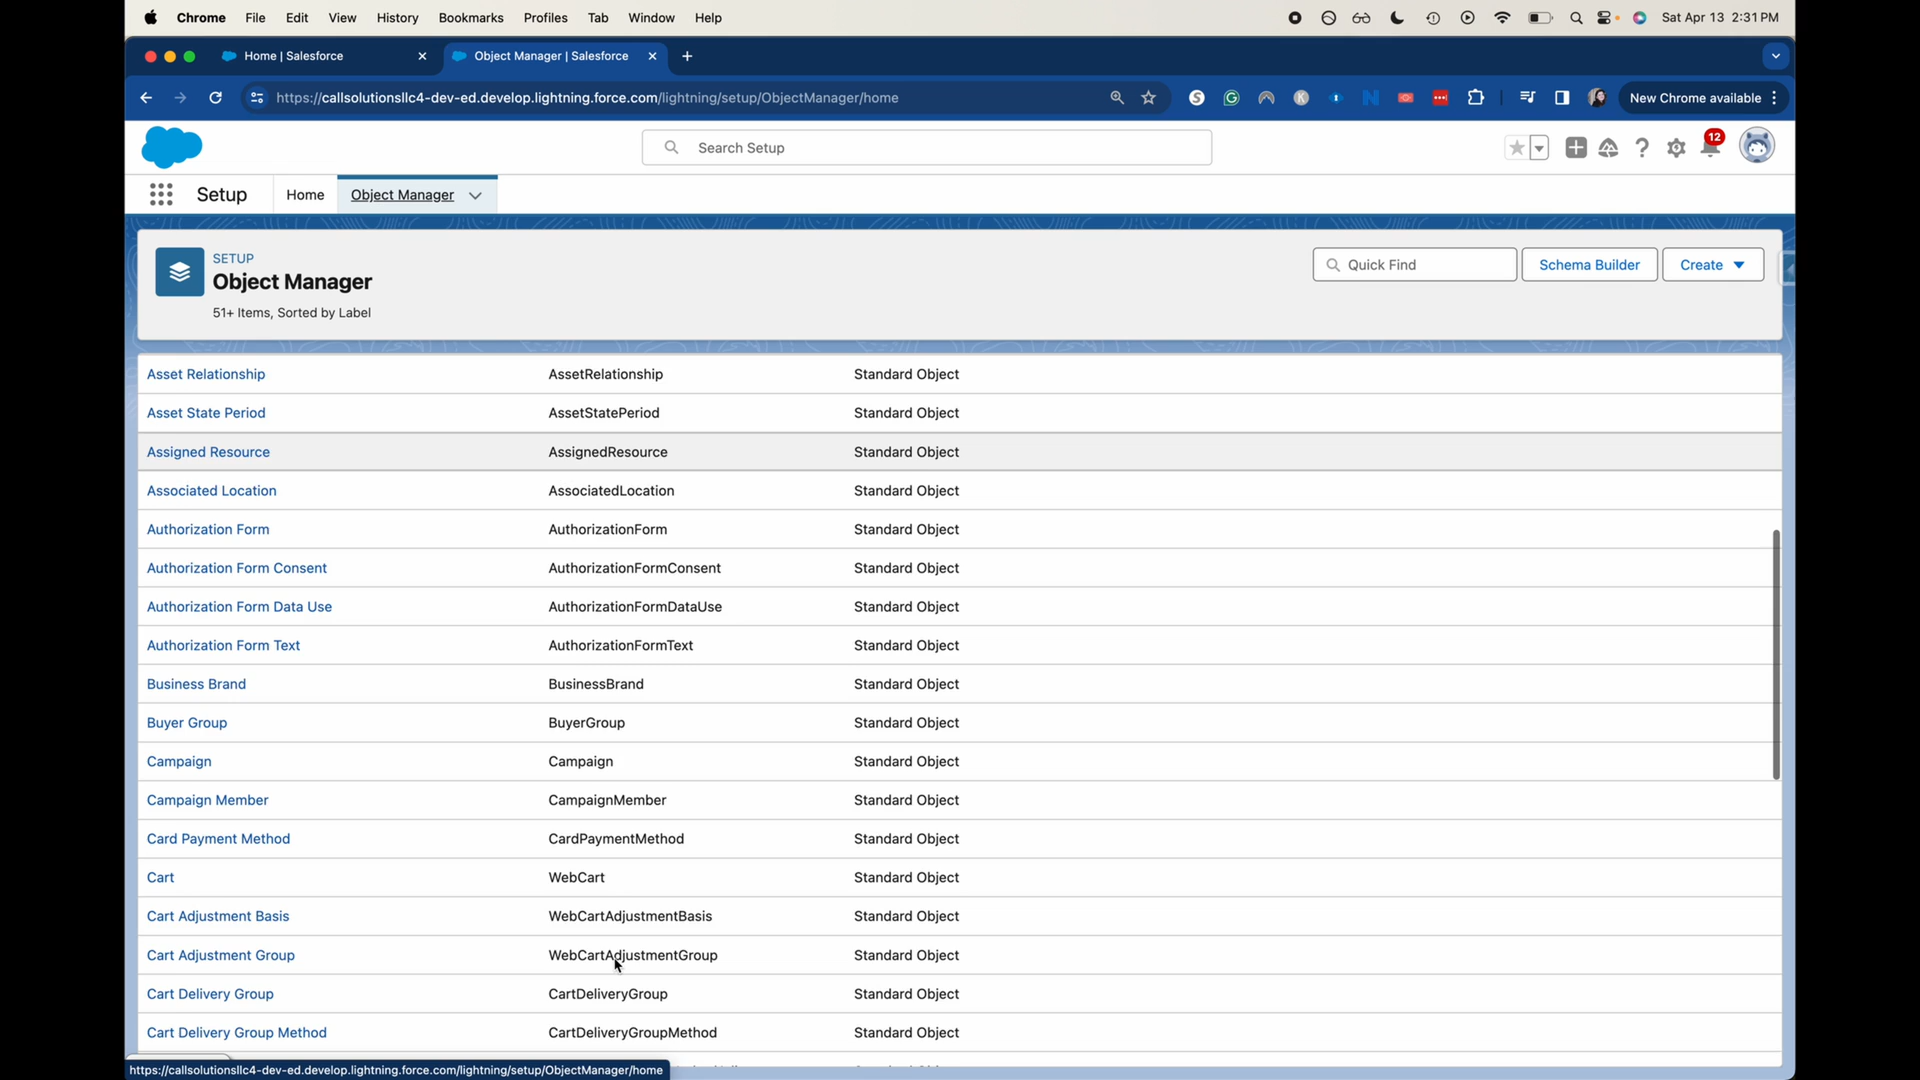 Chrome File Edit View History Bookmarks Profiles Tab Window Help Sat Apr 13 2:31 PM
Home | Salesforce Object Manager | Salesforce
https://callsolutionsllc4-dev-ed.develop.lightning.force.com/lightning/setup/ObjectManager/home New Chrome available
Search Setup 12
Setup Home Object Manager
SETUP
Object Manager
51+ Items, Sorted by Label
Quick Find Schema Builder Create
Asset Relationship AssetRelationship Standard Object
Asset State Period AssetStatePeriod Standard Object
Assigned Resource AssignedResource Standard Object
Associated Location AssociatedLocation Standard Object
Authorization Form AuthorizationForm Standard Object
Authorization Form Consent AuthorizationFormConsent Standard Object
Authorization Form Data Use AuthorizationFormDataUse Standard Object
Authorization Form Text AuthorizationFormText Standard Object
Business Brand BusinessBrand Standard Object
Buyer Group BuyerGroup Standard Object
Campaign Campaign Standard Object
Campaign Member CampaignMember Standard Object
Card Payment Method CardPaymentMethod Standard Object
Cart WebCart Standard Object
Cart Adjustment Basis WebCartAdjustmentBasis Standard Object
Cart Adjustment Group WebCartAdjustmentGroup Standard Object
Cart Delivery Group CartDeliveryGroup Standard Object
Cart Delivery Group Method CartDeliveryGroupMethod Standard Object
https://callsolutionsllc4-dev-ed.develop.lightning.force.com/lightning/setup/ObjectManager/home